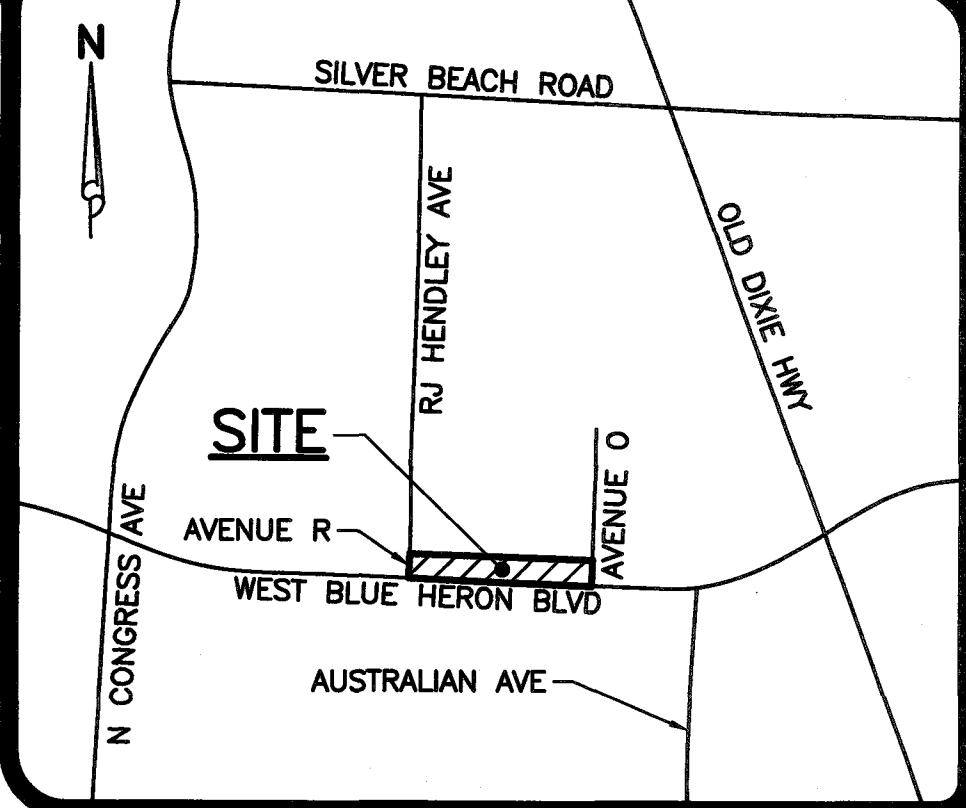 N
SILVER BEACH ROAD
RJ HENDLEY AVE
OLD DIXIE HWY
SITE
AVENUE O
N CONGRESS AVE
AVENUE R
WEST BLUE HERON BLVD
AUSTRALIAN AVE